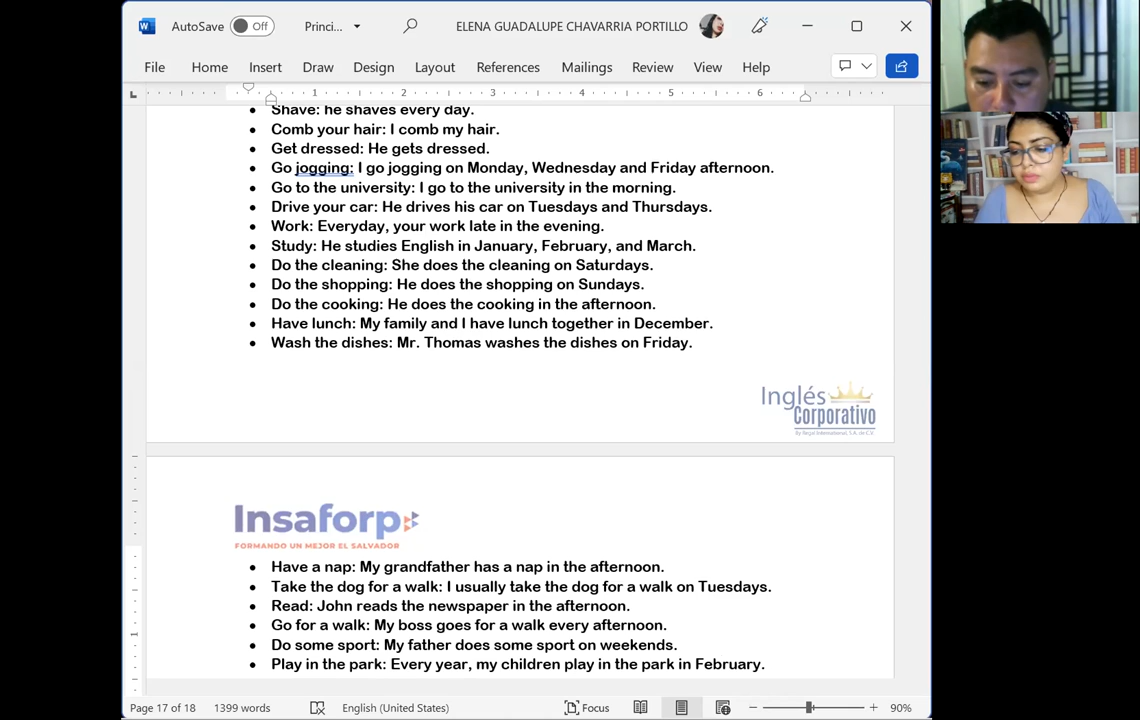 AutoSave Off Princi... ELENA GUADALUPE CHAVARRIA PORTILLO
File Home Insert Draw Design Layout References Mailings Review View Help
1 2 3 4 5 6
Shave: he shaves every day.
Comb your hair: I comb my hair.
Get dressed: He gets dressed.
Go jogging: I go jogging on Monday, Wednesday and Friday afternoon.
Go to the university: I go to the university in the morning.
Drive your car: He drives his car on Tuesdays and Thursdays.
Work: Everyday, your work late in the evening.
Study: He studies English in January, February, and March.
Do the cleaning: She does the cleaning on Saturdays.
Do the shopping: He does the shopping on Sundays.
Do the cooking: He does the cooking in the afternoon.
Have lunch: My family and I have lunch together in December.
Wash the dishes: Mr. Thomas washes the dishes on Friday.
Inglés
Corporativo
By Regal International, S.A. de C.V.
Insaforp
FORMANDO UN MEJOR EL SALVADOR
Have a nap: My grandfather has a nap in the afternoon.
Take the dog for a walk: I usually take the dog for a walk on Tuesdays.
Read: John reads the newspaper in the afternoon.
Go for a walk: My boss goes for a walk every afternoon.
Do some sport: My father does some sport on weekends.
Play in the park: Every year, my children play in the park in February.
Page 17 of 18 1399 words English (United States) Focus 90%